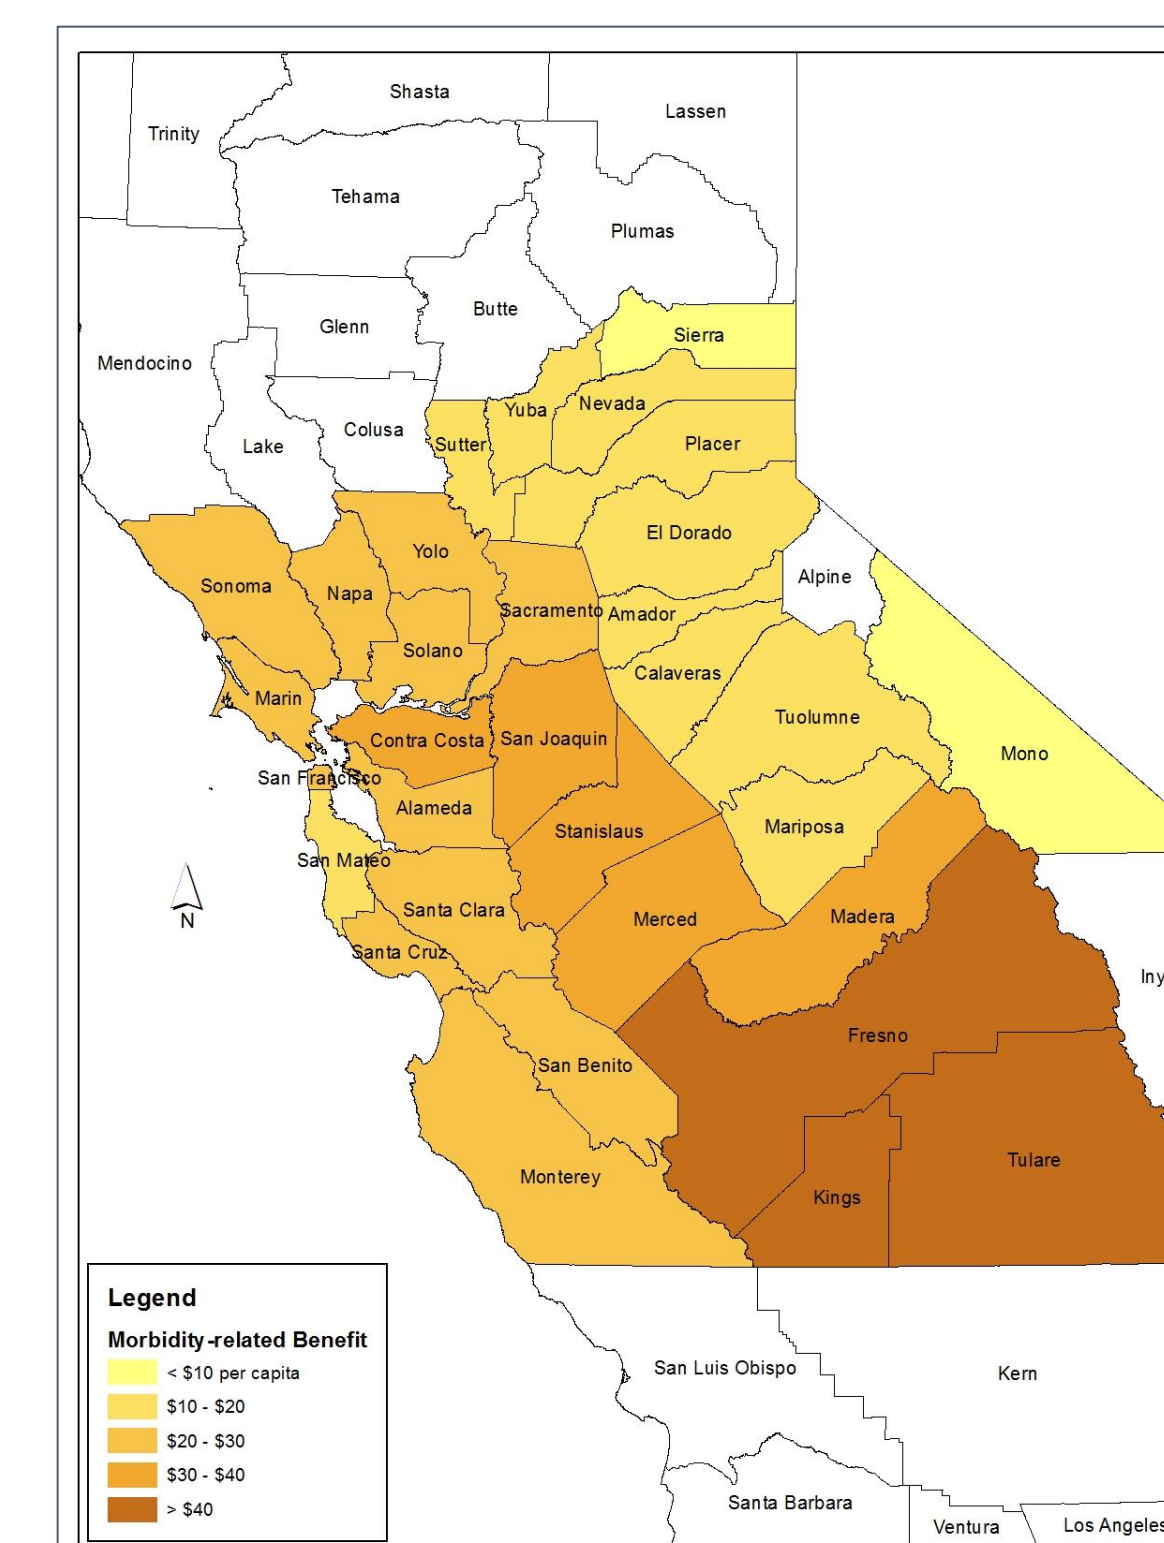 Shasta
Lassen
Trinity
Tehama
Plumas
Butte
Glenn
Sierra
Mendocino
Nevada
Yuba
Colusa
Placer
Sutter
Lake
El Dorado
Yolo
Alpine
Sonoma
Napa
Sacramento
Amador
Solano
Calaveras
Marin
Tuolumne
Contra Costa
San Joaquin
Mono
San Francisco
Alameda
Mariposa
Stanislaus
San Mateo
Santa Clara
Merced
Madera
N
Santa Cruz
Iny
Fresno
San Benito
Tulare
Monterey
Kings
Legend
Morbidity-related Benefit
< $10 per capita
$10 - $20
$20 - $30
$30 - $40
> $40
San Luis Obispo
Kern
Santa Barbara
Ventura
Los Angeles